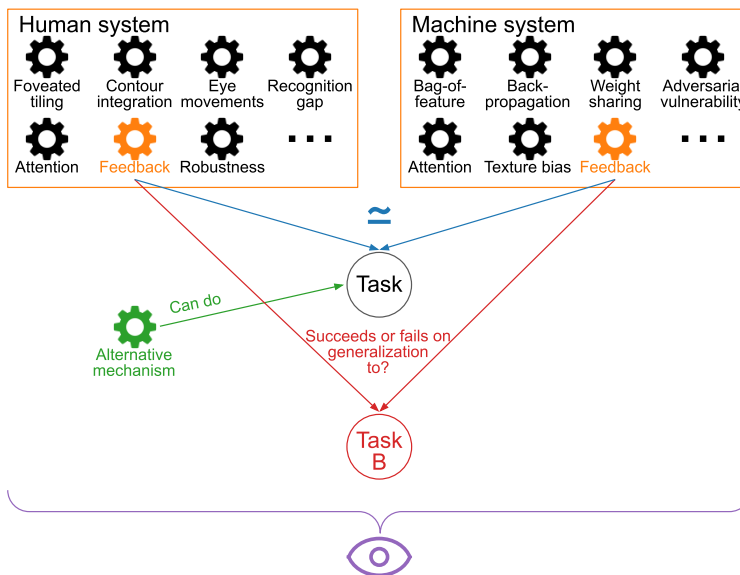 Human system
Foveated
tiling
Contour
integration
Eye
movements
Recognition
gap
Attention
Feedback
Robustness
...
Machine system
Bag-of-
feature
Back-
propagation
Weight
sharing
Adversarial
vulnerability
Attention
Texture bias
Feedback
...
≃
Task
Can do
Alternative
mechanism
Succeeds or fails on
generalization
to?
Task
B